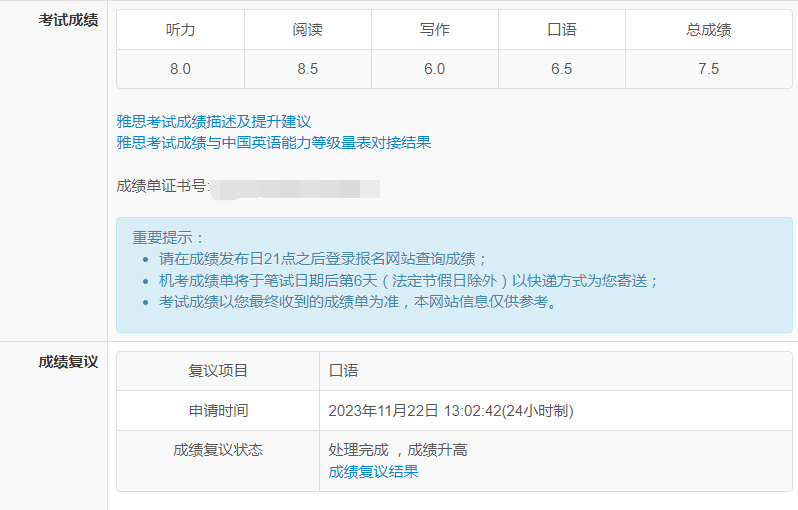 考试成绩
听力 阅读 写作 口语 总成绩
8.0 8.5 6.0 6.5 7.5
雅思考试成绩描述及提升建议
雅思考试成绩与中国英语能力等级量表对接结果
成绩单证书号:
重要提示：
• 请在成绩发布日21点之后登录报名网站查询成绩；
• 机考成绩单将于笔试日期后第6天（法定节假日除外）以快递方式为您寄送；
• 考试成绩以您最终收到的成绩单为准，本网站信息仅供参考。
成绩复议
复议项目 口语
申请时间 2023年11月22日 13:02:42(24小时制)
成绩复议状态 处理完成 ，成绩升高
成绩复议结果